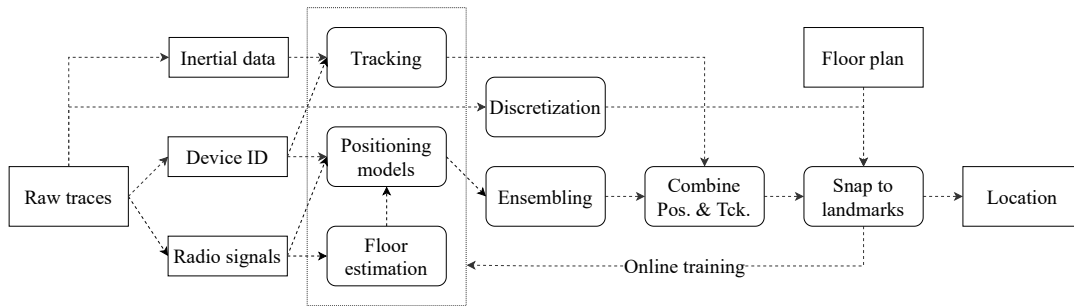 Inertial data
Tracking
Floor plan
Discretization
Device ID
Positioning
models
Raw traces
Ensembling
Combine
Pos. & Tck.
Snap to
landmarks
Location
Radio signals
Floor
estimation
Online training